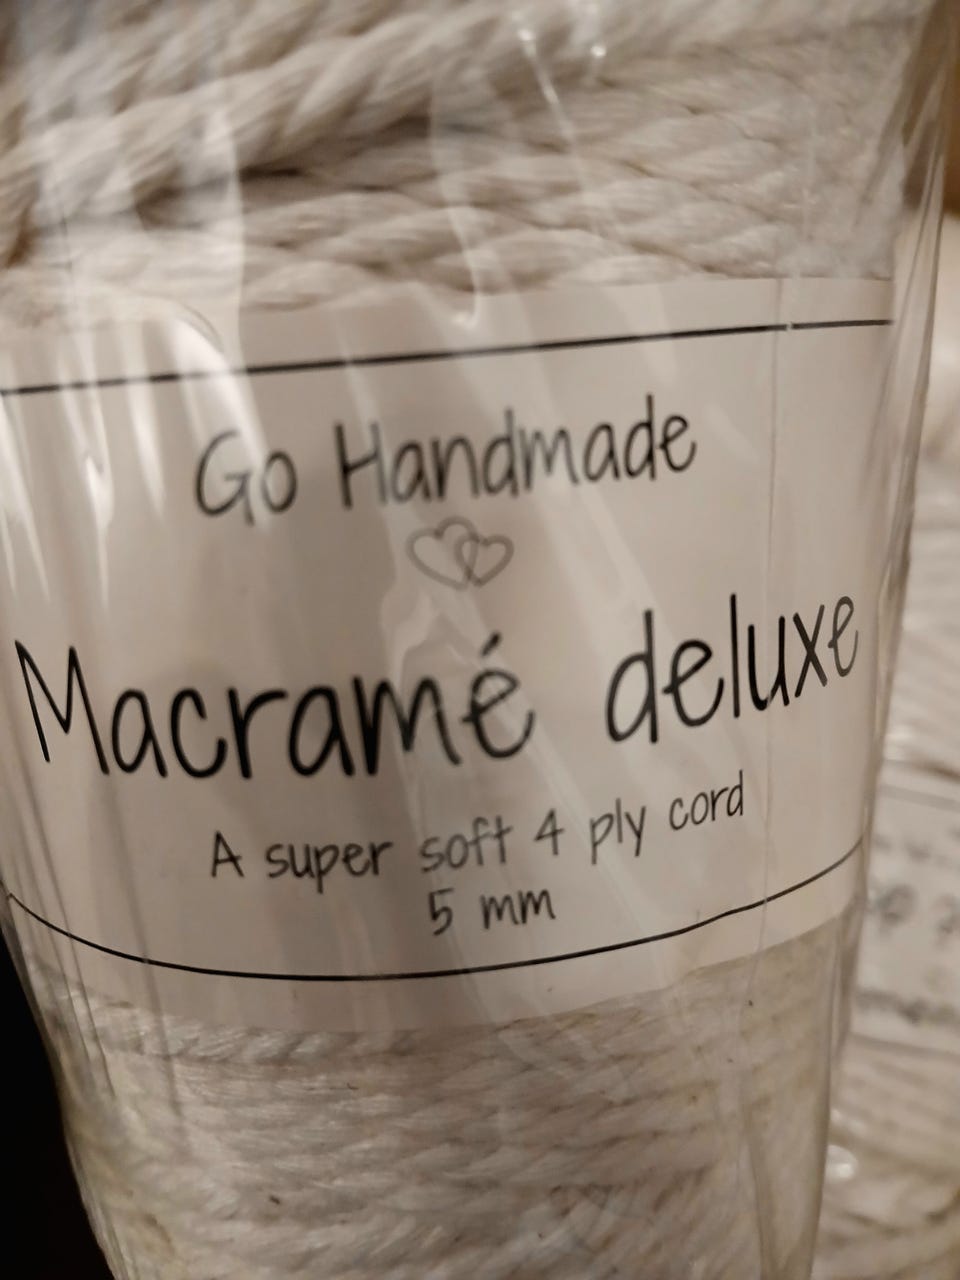 Go Handmade
Macramé deluxe
A super soft 4 ply cord
5 mm